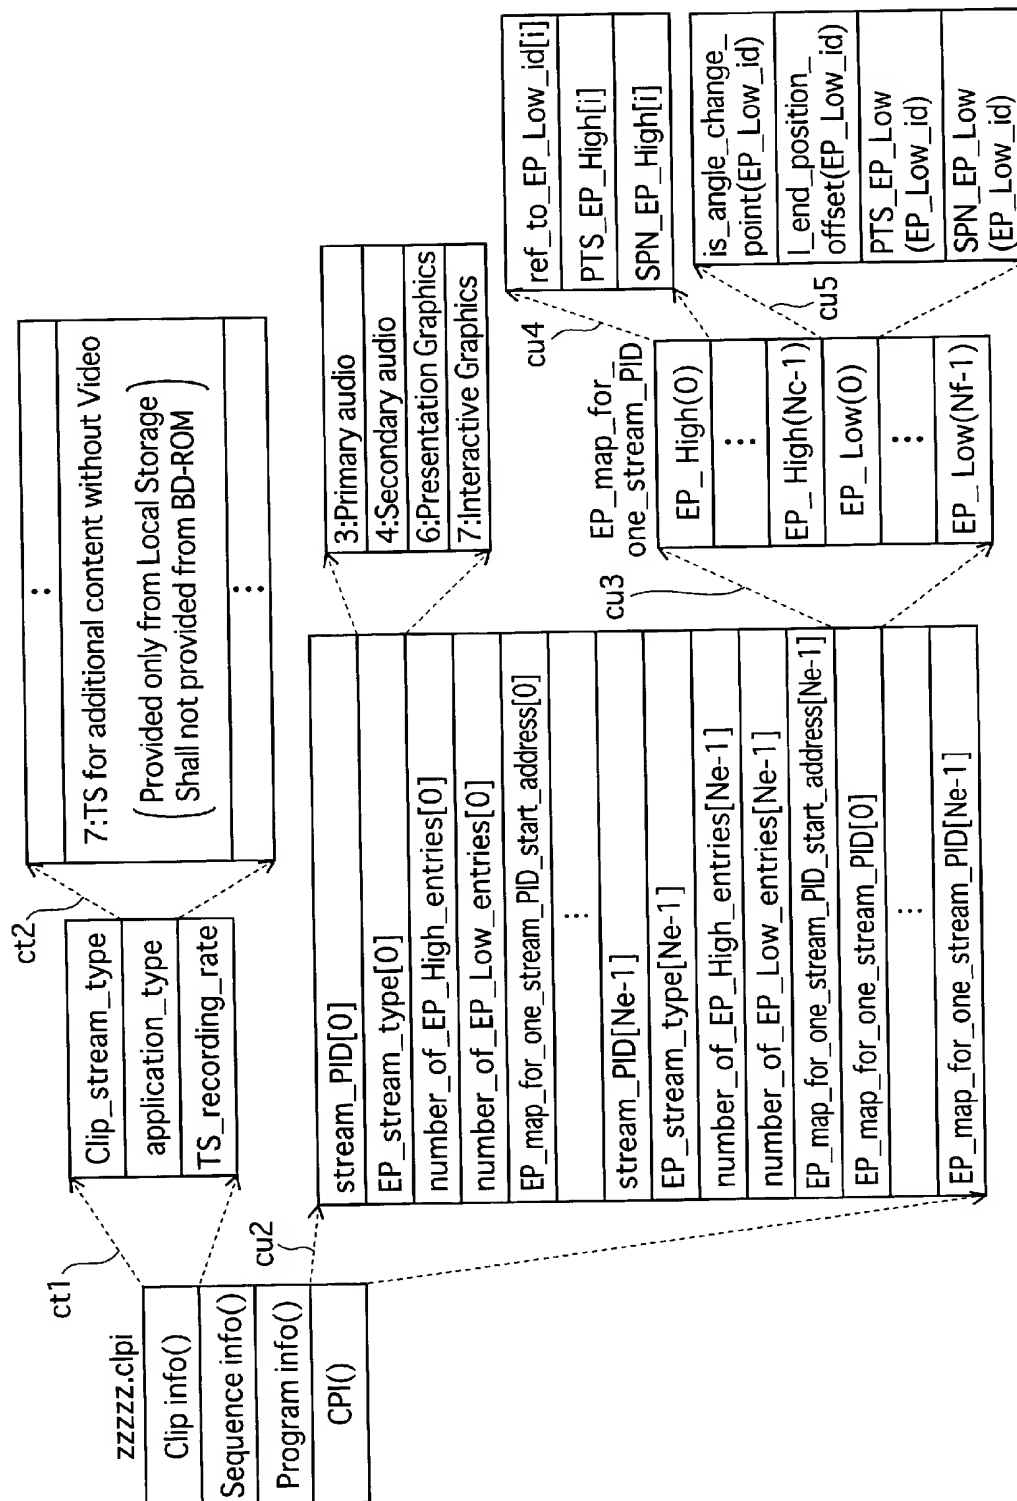 zzzzz.clpi
Clip info()
Sequence info()
Program info()
CPI()
ct1
Clip_stream_type
application_type
TS_recording_rate
ct2
⋮
7:TS for additional content without Video
(Provided only from Local Storage
Shall not provided from BD-ROM)
⋮
cu2
stream_PID[0]
EP_stream_type[0]
number_of_EP_High_entries[0]
number_of_EP_Low_entries[0]
EP_map_for_one_stream_PID_start_address[0]
⋮
stream_PID[Ne-1]
EP_stream_type[Ne-1]
number_of_EP_High_entries[Ne-1]
number_of_EP_Low_entries[Ne-1]
EP_map_for_one_stream_PID_start_address[Ne-1]
EP_map_for_one_stream_PID[0]
⋮
EP_map_for_one_stream_PID[Ne-1]
3:Primary audio
4:Secondary audio
6:Presentation Graphics
7:Interactive Graphics
cu3
EP_map_for_
one_stream_PID
EP_High(0)
⋮
EP_High(Nc-1)
EP_Low(0)
⋮
EP_Low(Nf-1)
cu4
ref_to_EP_Low_id[i]
PTS_EP_High[i]
SPN_EP_High[i]
cu5
is_angle_change_
point(EP_Low_id)
I_end_position_
offset(EP_Low_id)
PTS_EP_Low
(EP_Low_id)
SPN_EP_Low
(EP_Low_id)